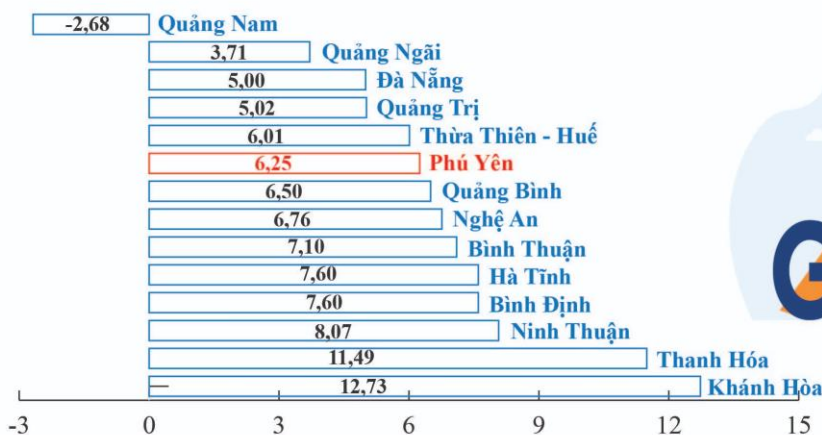 -2,68 Quảng Nam
3,71 Quảng Ngãi
5,00 Đà Nẵng
5,02 Quảng Trị
6,01 Thừa Thiên - Huế
6,25 Phú Yên
6,50 Quảng Bình
6,76 Nghệ An
7,10 Bình Thuận
7,60 Hà Tĩnh
7,60 Bình Định
8,07 Ninh Thuận
11,49 Thanh Hóa
12,73 Khánh Hòa
-3 0 3 6 9 12 15